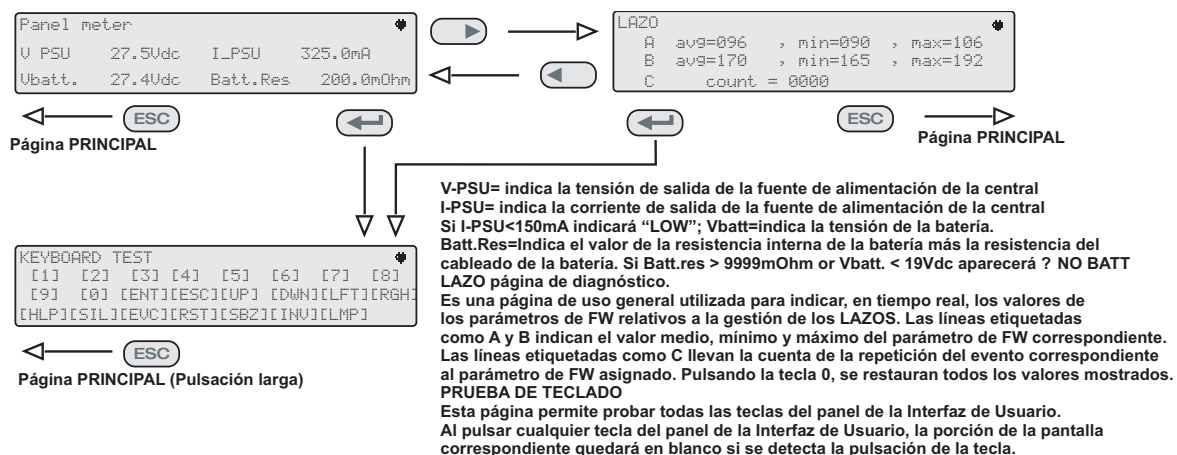 Panel meter
V PSU 27.5Vdc I_PSU 325.0mA
Vbatt. 27.4Vdc Batt.Res 200.0mOhm
LAZO
A avg=096 , min=090 , max=106
B avg=170 , min=165 , max=192
C count = 0000
ESC
Página PRINCIPAL
ESC
Página PRINCIPAL
KEYBOARD TEST
[1] [2] [3] [4] [5] [6] [7] [8]
[9] [0] [ENT][ESC][UP] [DWN][LFT][RGH]
[HLP][SIL][EVC][RST][SBZ][INV][LMP]
ESC
Página PRINCIPAL (Pulsación larga)
V-PSU= indica la tensión de salida de la fuente de alimentación de la central
I-PSU= indica la corriente de salida de la fuente de alimentación de la central
Si I-PSU<150mA indicará “LOW”; Vbatt=indica la tensión de la batería.
Batt.Res=Indica el valor de la resistencia interna de la batería más la resistencia del
cableado de la batería. Si Batt.res > 9999mOhm or Vbatt. < 19Vdc aparecerá ? NO BATT
LAZO página de diagnóstico.
Es una página de uso general utilizada para indicar, en tiempo real, los valores de
los parámetros de FW relativos a la gestión de los LAZOS. Las líneas etiquetadas
como A y B indican el valor medio, mínimo y máximo del parámetro de FW correspondiente.
Las líneas etiquetadas como C llevan la cuenta de la repetición del evento correspondiente
al parámetro de FW asignado. Pulsando la tecla 0, se restauran todos los valores mostrados.
PRUEBA DE TECLADO
Esta página permite probar todas las teclas del panel de la Interfaz de Usuario.
Al pulsar cualquier tecla del panel de la Interfaz de Usuario, la porción de la pantalla
correspondiente quedará en blanco si se detecta la pulsación de la tecla.